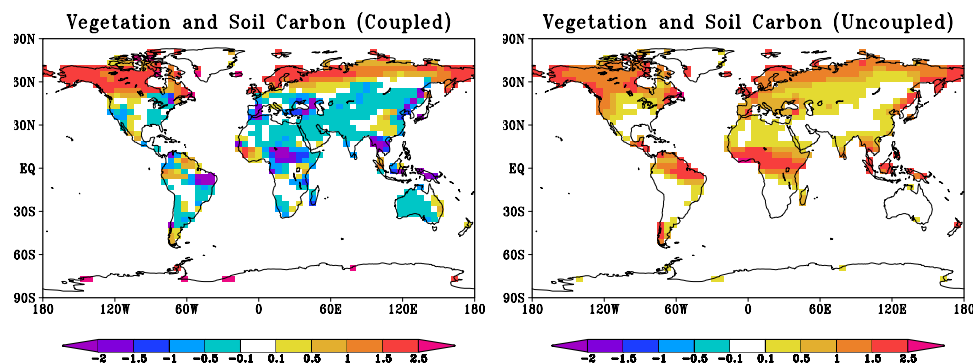 Vegetation and Soil Carbon (Coupled)
90N
60N
30N
EQ
30S
60S
90S
180 120W 60W 0 60E 120E 180
-2 -1.5 -1 -0.5 -0.1 0.1 0.5 1 1.5 2.5
Vegetation and Soil Carbon (Uncoupled)
90N
60N
30N
EQ
30S
60S
90S
180 120W 60W 0 60E 120E 180
-2 -1.5 -1 -0.5 -0.1 0.1 0.5 1 1.5 2.5